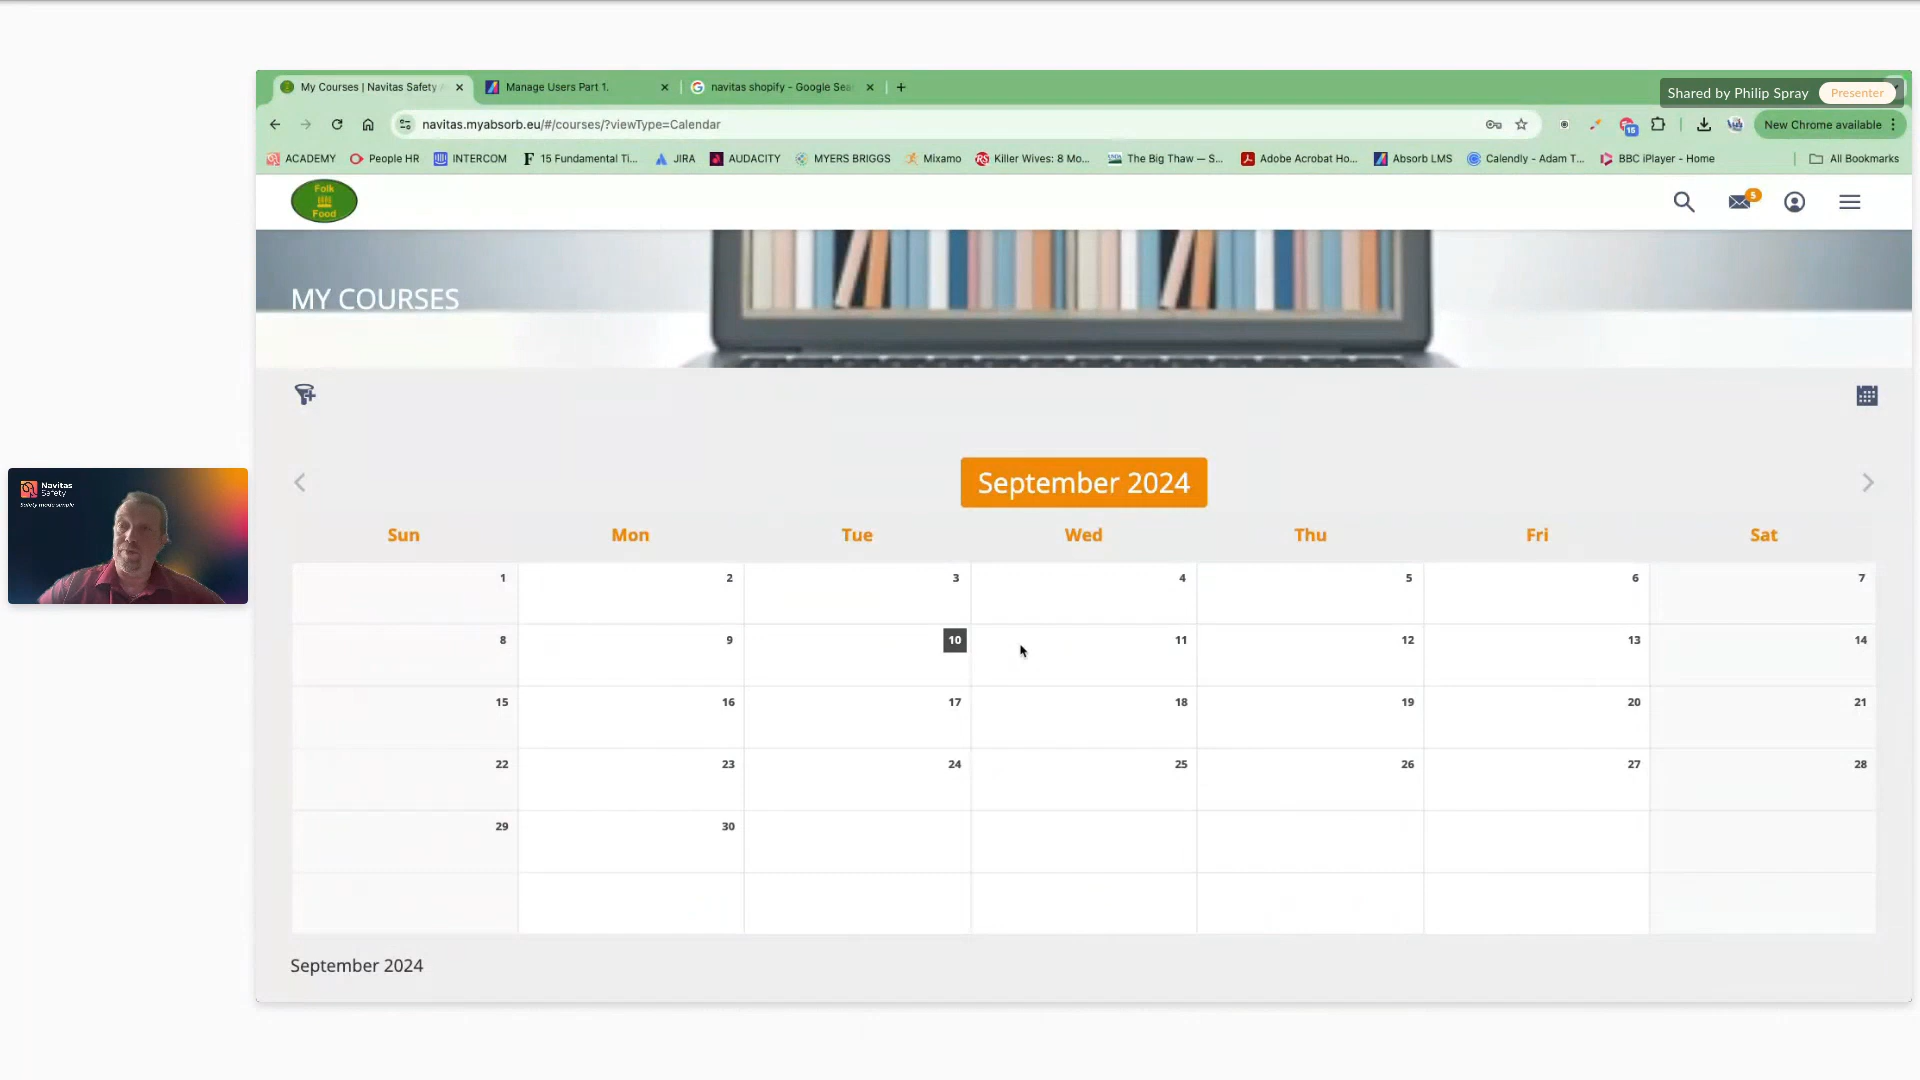 My Courses | Navitas Safety
Manage Users Part 1.
navitas shopify - Google Sea
Shared by Philip Spray
Presenter
navitas.myabsorb.eu/#/courses/?viewType=Calendar
15
New Chrome available
ACADEMY
People HR
INTERCOM
15 Fundamental Ti...
JIRA
AUDACITY
MYERS BRIGGS
Mixamo
Killer Wives: 8 Mo...
The Big Thaw — S...
Adobe Acrobat Ho...
Absorb LMS
Calendly - Adam T...
BBC iPlayer - Home
All Bookmarks
Folk
Food
5
MY COURSES
Navitas
Safety
Safety made simple
September 2024
Sun Mon Tue Wed Thu Fri Sat
1 2 3 4 5 6 7
8 9 10 11 12 13 14
15 16 17 18 19 20 21
22 23 24 25 26 27 28
29 30
September 2024